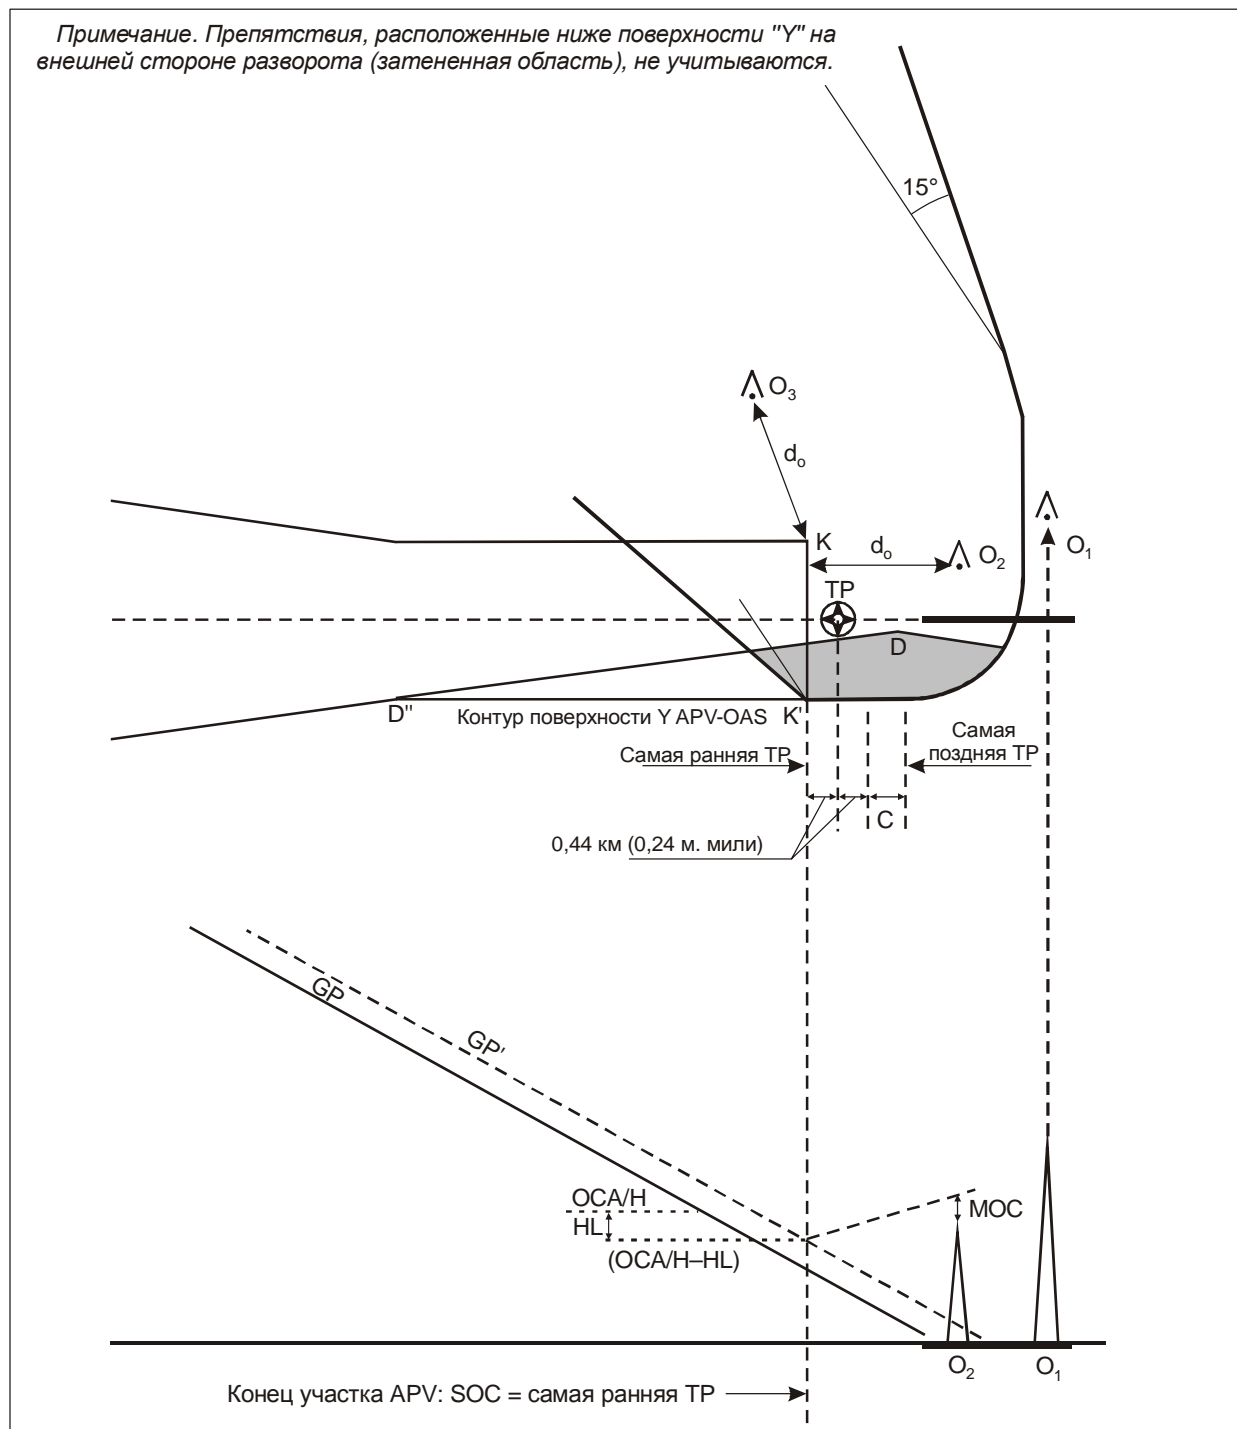 Примечание. Препятствия, расположенные ниже поверхности "Y" на
внешней стороне разворота (затененная область), не учитываются.
15°
O3
do
K
do
O2
O1
TP
D
D"
Контур поверхности Y APV-OAS
K'
Самая ранняя TP
Самая
поздняя TP
C
0,44 км (0,24 м. мили)
GP
GP'
OCA/H
HL
(OCA/H–HL)
MOC
O2
O1
Конец участка APV: SOC = самая ранняя TP